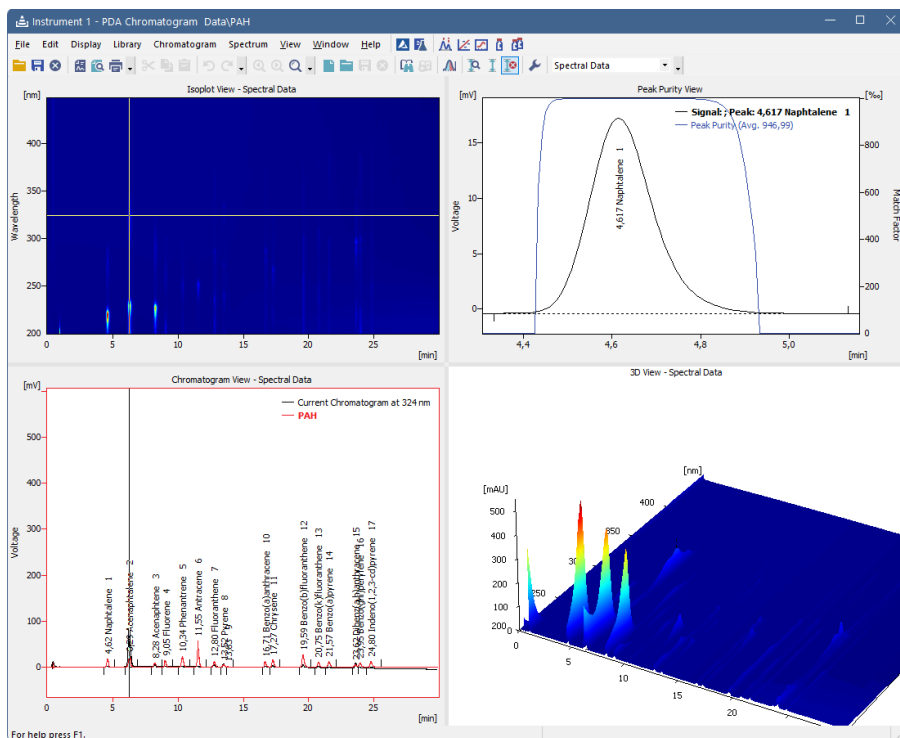 Instrument 1 - PDA Chromatogram Data\PAH
File Edit Display Library Chromatogram Spectrum View Window Help
Spectral Data
Isoplot View - Spectral Data
[nm]
400
350
300
250
200
Wavelength
0 5 10 15 20 25
[min]
Peak Purity View
[mV]
[‰]
Signal: ; Peak: 4,617 Naphtalene 1
Peak Purity (Avg. 946,99)
15
10
5
0
Voltage
4,617 Naphtalene 1
800
600
400
200
0
Match Factor
4,4 4,6 4,8 5,0
[min]
Chromatogram View - Spectral Data
[mV]
Current Chromatogram at 324 nm
PAH
500
400
300
200
100
0
Voltage
4,62 Naphtalene 1
Acenaphtalene 2
8,28 Acenaphtene 3
9,05 Fluorene 4
10,34 Phenantrene 5
11,55 Antracene 6
12,80 Fluoranthene 7
Pyrene 8
16,71 Benzo(a)anthracene 10
17,27 Chrysene 11
19,59 Benzo(b)fluoranthene 12
20,75 Benzo(k)fluoranthene 13
21,57 Benzo(a)pyrene 14
15
16
24,80 Indeno(1,2,3-cd)pyrene 17
0 5 10 15 20 25
[min]
3D View - Spectral Data
[nm]
[mAU]
500
400
300
200
200
250
350
400
0
5
10
15
20
For help press F1.